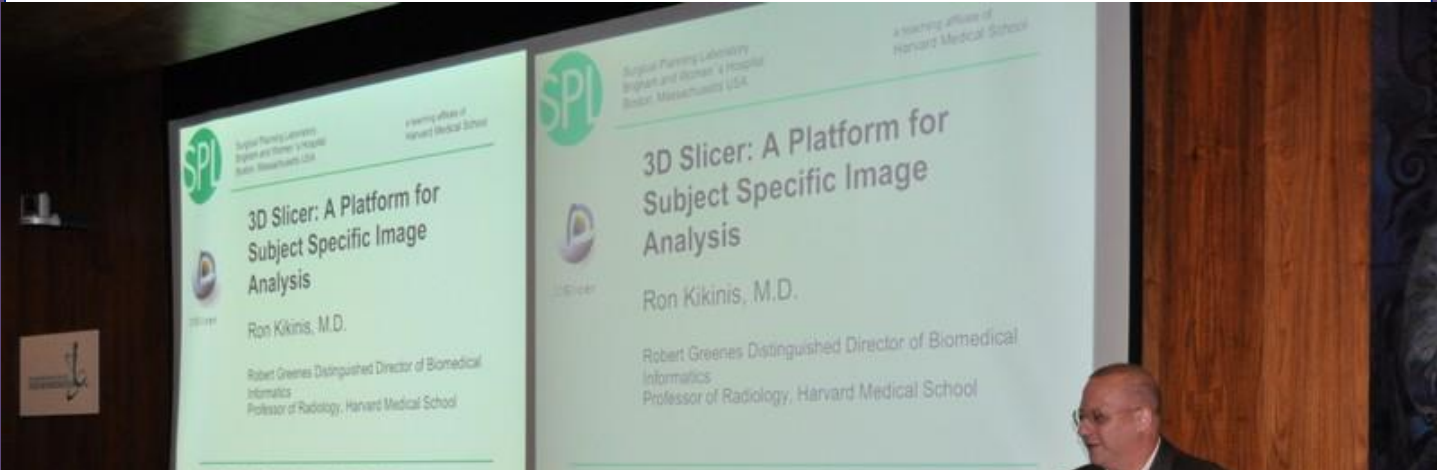 SPL
Surgical Planning Laboratory
Brigham and Women's Hospital
Boston, Massachusetts USA
a teaching affiliate of
Harvard Medical School
3D Slicer: A Platform for
Subject Specific Image
Analysis
Ron Kikinis, M.D.
Robert Greenes Distinguished Director of Biomedical
Informatics
Professor of Radiology, Harvard Medical School
3DSlicer
SPL
Surgical Planning Laboratory
Brigham and Women's Hospital
Boston, Massachusetts USA
a teaching affiliate of
Harvard Medical School
3D Slicer: A Platform for
Subject Specific Image
Analysis
Ron Kikinis, M.D.
Robert Greenes Distinguished Director of Biomedical
Informatics
Professor of Radiology, Harvard Medical School
3DSlicer